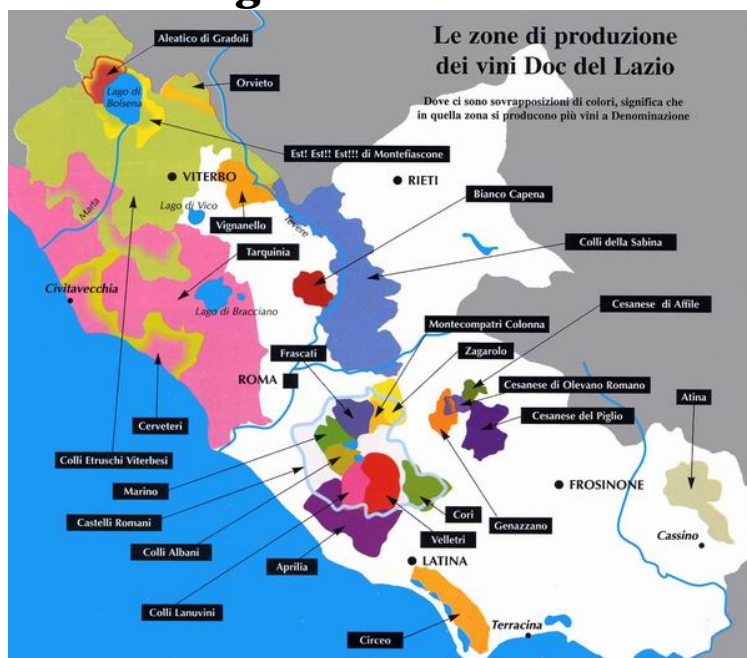 g
Le zone di produzione
dei vini Doc del Lazio
Dove ci sono sovrapposizioni di colori, significa che
in quella zona si producono più vini a Denominazione
Aleatico di Gradoli
Lago di
Bolsena
Orvieto
Est! Est!! Est!!! di Montefiascone
VITERBO
RIETI
Bianco Capena
Marta
Lago di Vico
Vignanello
Tevere
Colli della Sabina
Tarquinia
Civitavecchia
Lago di Bracciano
Cesanese di Affile
Montecompatri Colonna
Frascati
Zagarolo
ROMA
Cesanese di Olevano Romano
Atina
Cesanese del Piglio
Cerveteri
Colli Etruschi Viterbesi
Marino
FROSINONE
Castelli Romani
Cori
Genazzano
Cassino
Colli Albani
Velletri
Aprilia
LATINA
Colli Lanuvini
Circeo
Terracina